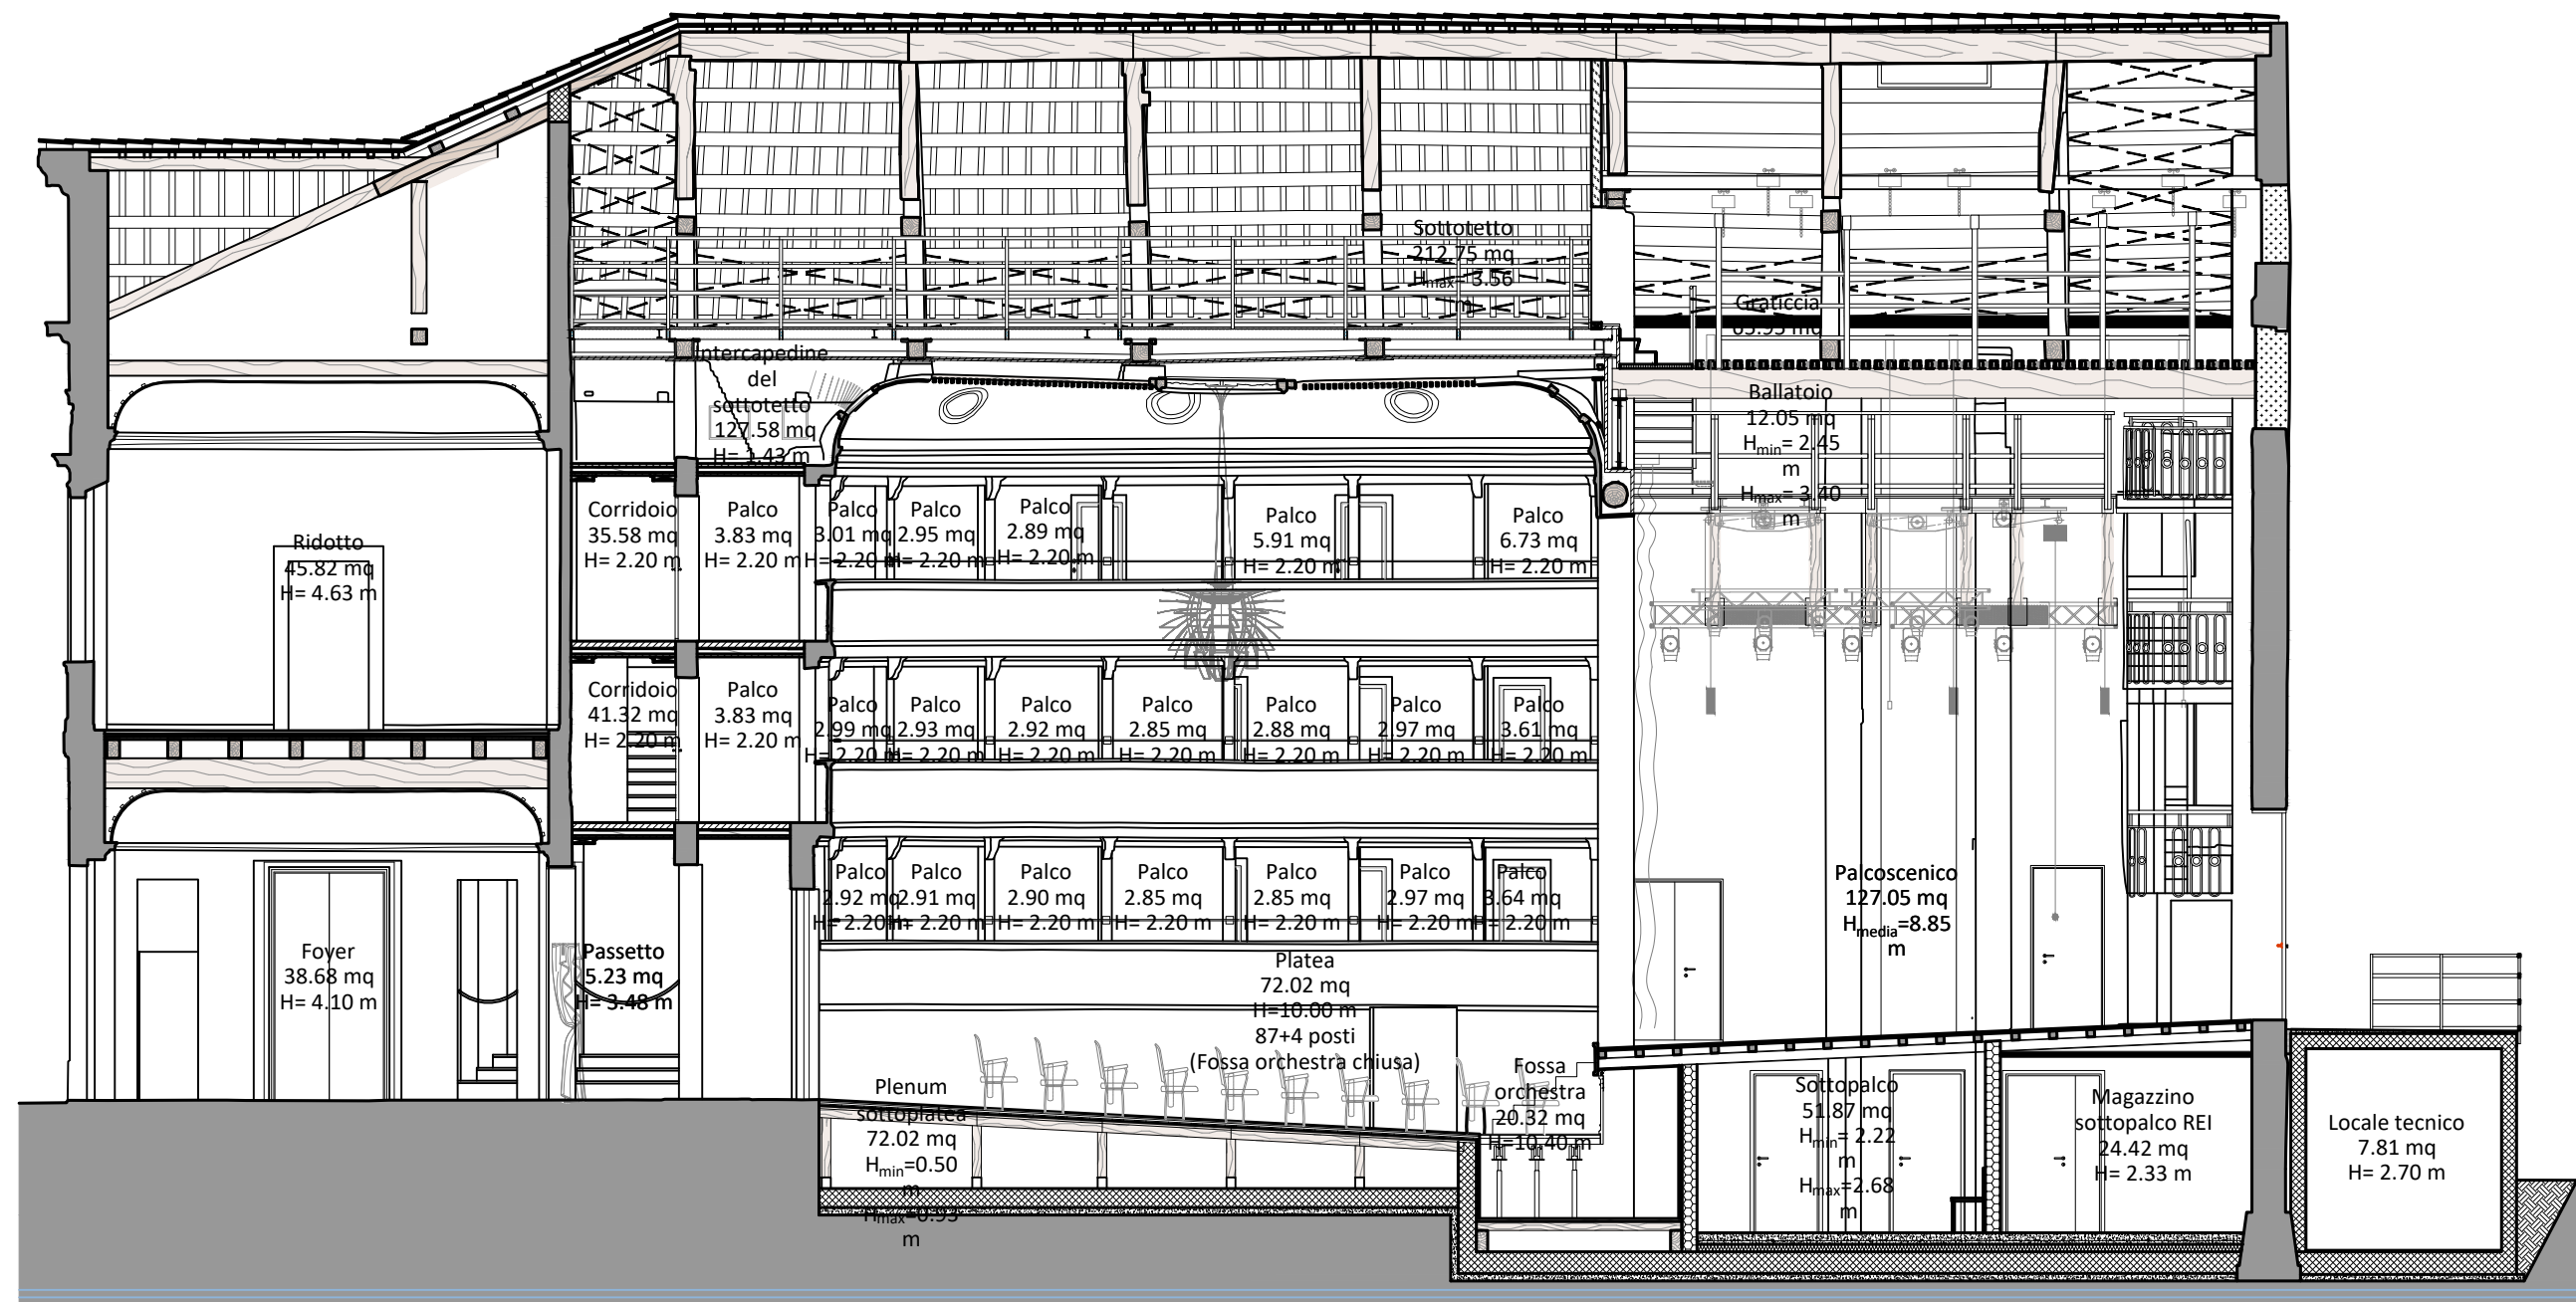 Sottotetto
212.75 mq
Hmax= 3.56
m
Graticcia
63.95 mq
Intercapedine
del
sottotetto
127.58 mq
H= 1.43 m
Ballatoio
12.05 mq
Hmin= 2.45
m
Hmax= 3.40
m
Ridotto
45.82 mq
H= 4.63 m
Corridoio
35.58 mq
H= 2.20 m
Palco
3.83 mq
H= 2.20 m
Palco
3.01 mq
H= 2.20 m
Palco
2.95 mq
H= 2.20 m
Palco
2.89 mq
H= 2.20 m
Palco
5.91 mq
H= 2.20 m
Palco
6.73 mq
H= 2.20 m
Corridoio
41.32 mq
H= 2.20 m
Palco
3.83 mq
H= 2.20 m
Palco
2.99 mq
H= 2.20 m
Palco
2.93 mq
H= 2.20 m
Palco
2.92 mq
H= 2.20 m
Palco
2.85 mq
H= 2.20 m
Palco
2.88 mq
H= 2.20 m
Palco
2.97 mq
H= 2.20 m
Palco
3.61 mq
H= 2.20 m
Palco
2.92 mq
H= 2.20 m
Palco
2.91 mq
H= 2.20 m
Palco
2.90 mq
H= 2.20 m
Palco
2.85 mq
H= 2.20 m
Palco
2.85 mq
H= 2.20 m
Palco
2.97 mq
H= 2.20 m
Palco
3.64 mq
H= 2.20 m
Palcoscenico
127.05 mq
Hmedia=8.85
m
Foyer
38.68 mq
H= 4.10 m
Passetto
5.23 mq
H= 3.48 m
Platea
72.02 mq
H=10.00 m
87+4 posti
(Fossa orchestra chiusa)
Plenum
sottoplatea
72.02 mq
Hmin=0.50
m
Hmax=0.93
m
Fossa
orchestra
20.32 mq
H=10.40 m
Sottopalco
51.87 mq
Hmin= 2.22
m
Hmax=2.68
m
Magazzino
sottopalco REI
24.42 mq
H= 2.33 m
Locale tecnico
7.81 mq
H= 2.70 m